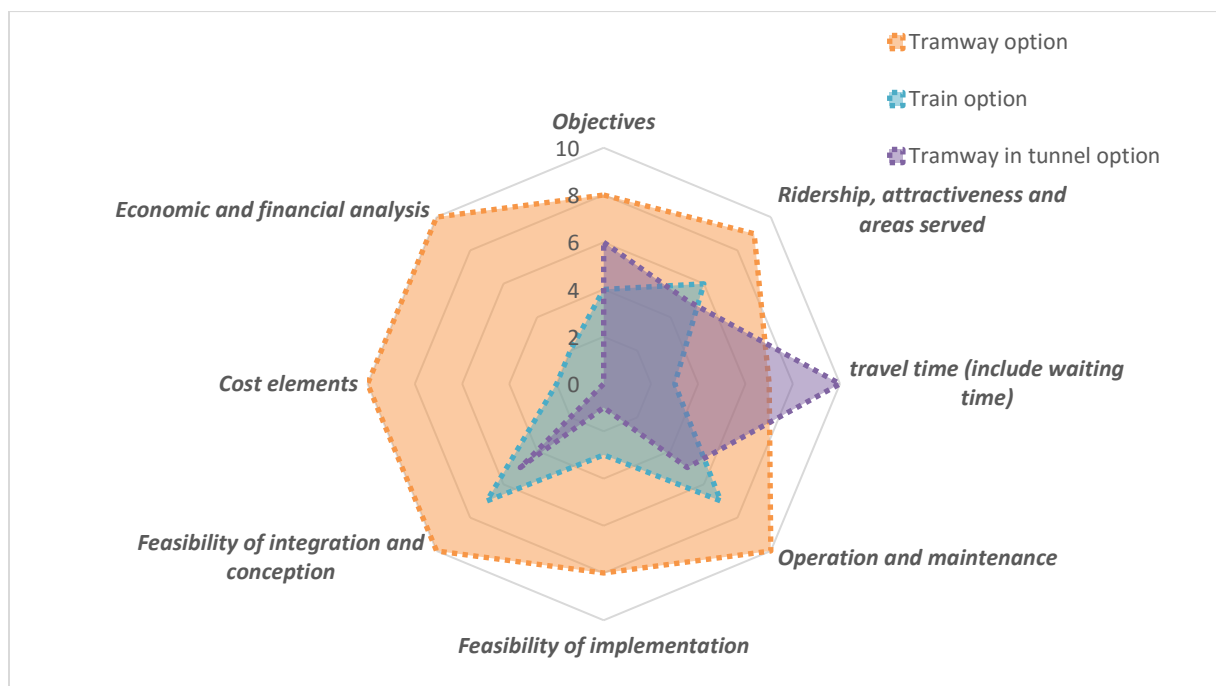 Tramway option
Train option
Tramway in tunnel option
Objectives
10
8
6
4
2
0
Ridership, attractiveness and
areas served
travel time (include waiting
time)
Operation and maintenance
Feasibility of implementation
Feasibility of integration and
conception
Cost elements
Economic and financial analysis